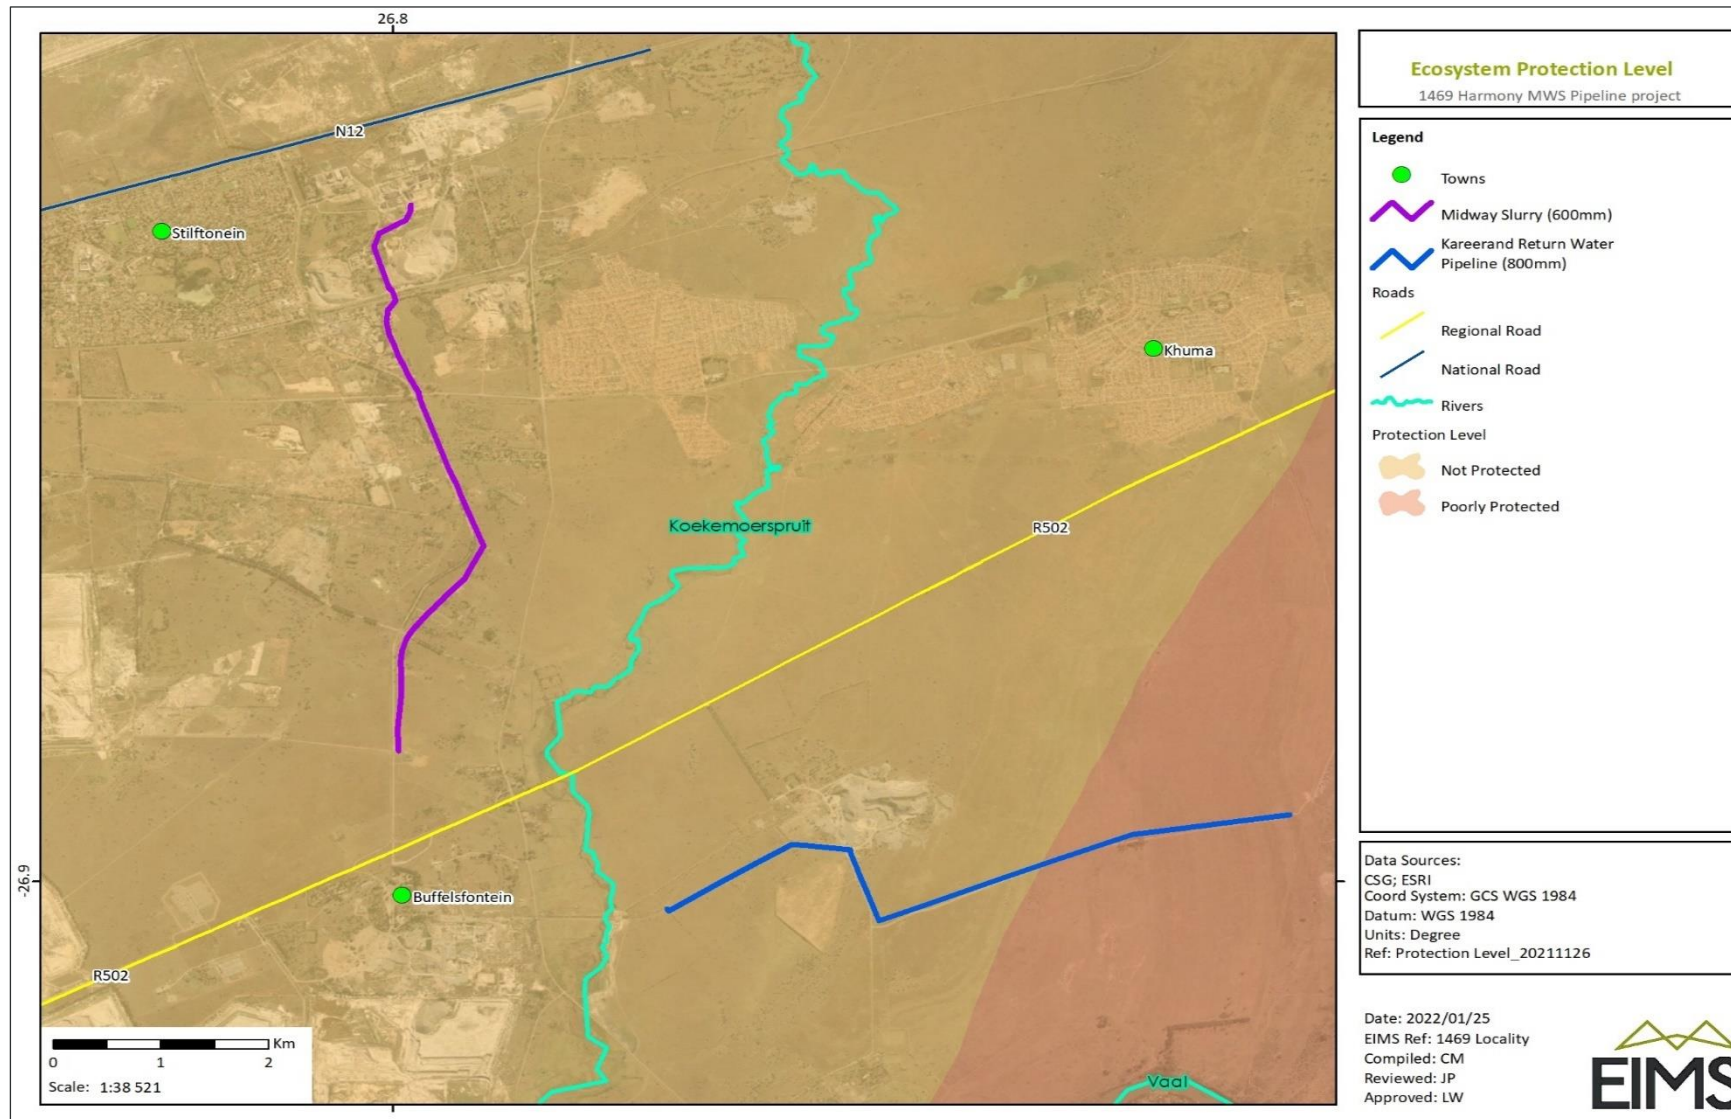 26.8
N12
Stilftonein
Khuma
Koekemoerspruit
R502
-26.9
Buffelsfontein
R502
Km
0 1 2
Scale: 1:38 521
Vaal
Ecosystem Protection Level
1469 Harmony MWS Pipeline project
Legend
Towns
Midway Slurry (600mm)
Kareerand Return Water
Pipeline (800mm)
Roads
Regional Road
National Road
Rivers
Protection Level
Not Protected
Poorly Protected
Data Sources:
CSG; ESRI
Coord System: GCS WGS 1984
Datum: WGS 1984
Units: Degree
Ref: Protection Level_20211126
Date: 2022/01/25
EIMS Ref: 1469 Locality
Compiled: CM
Reviewed: JP
Approved: LW
EIMS